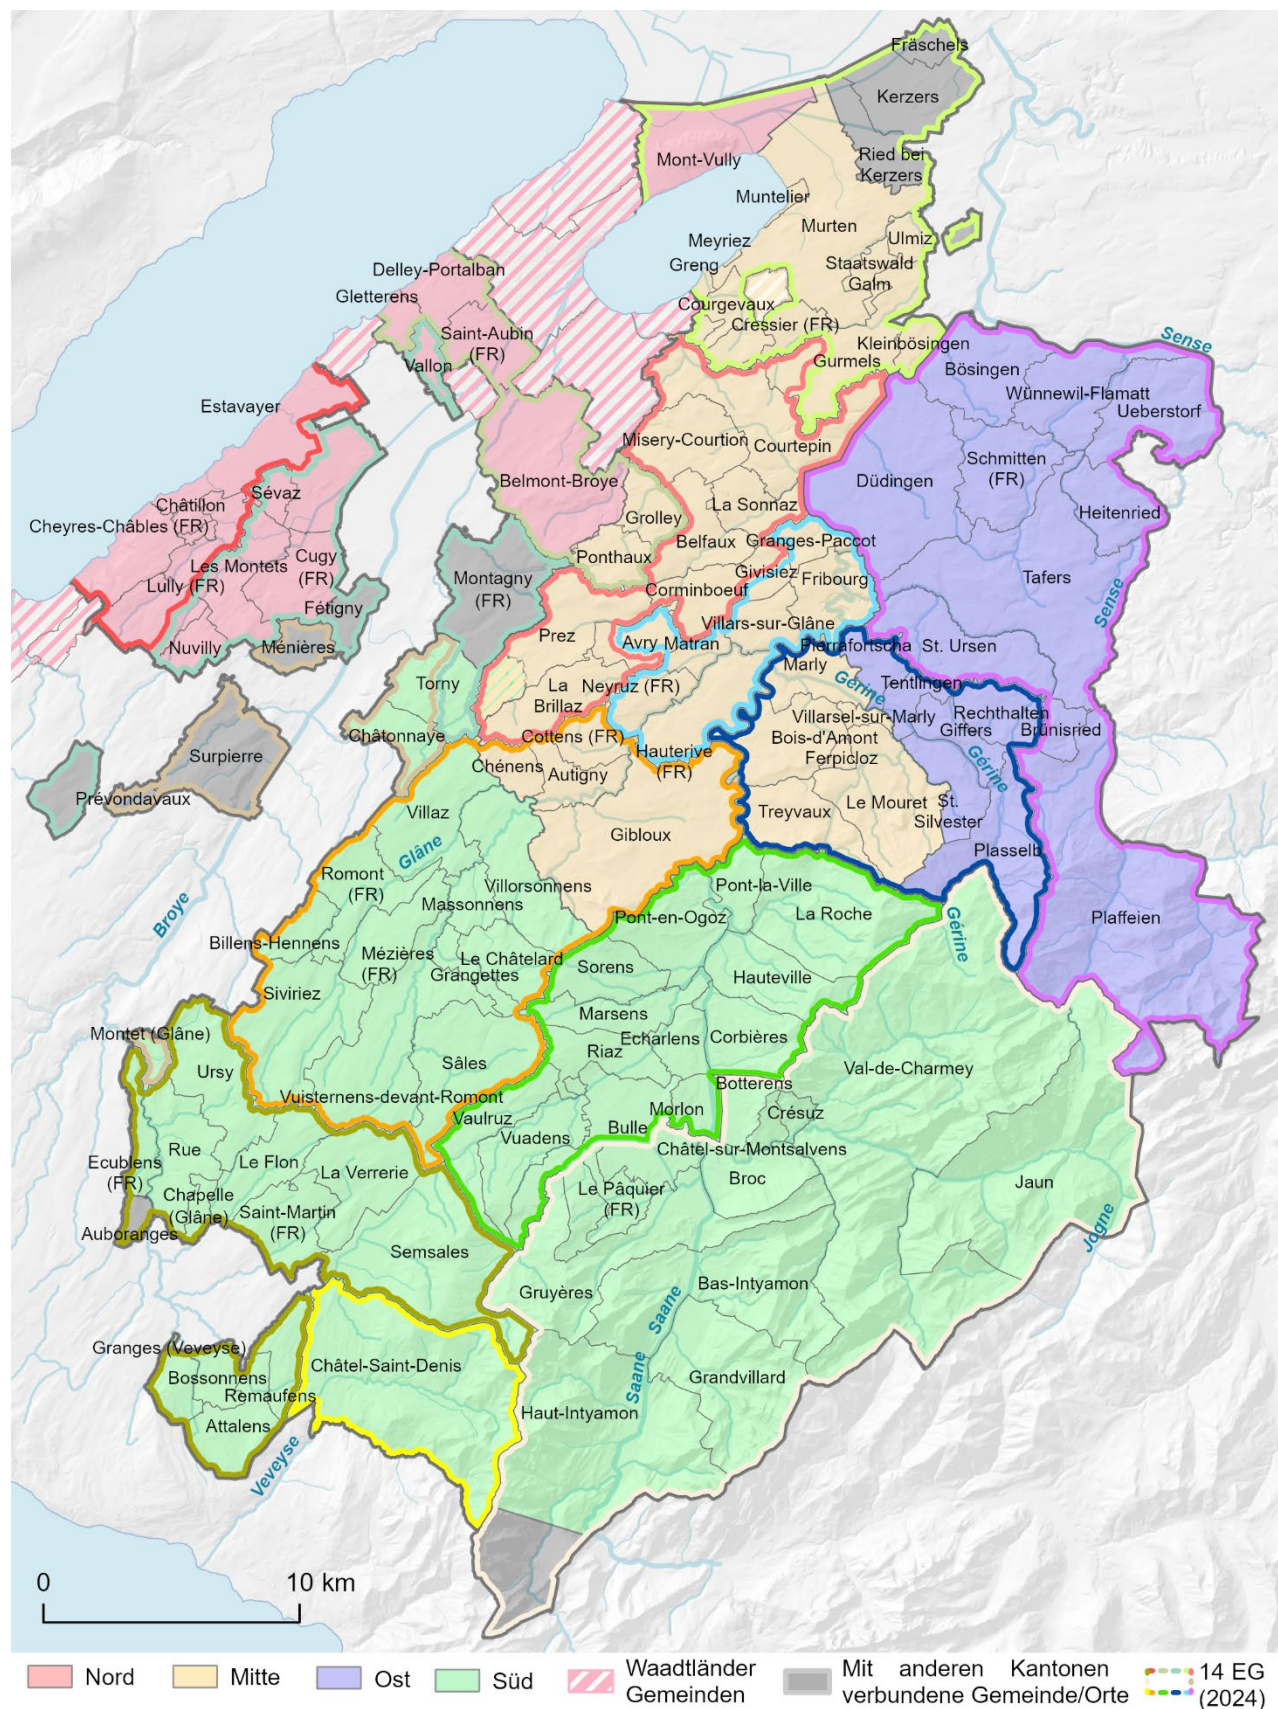 Fräschels
Kerzers
Ried bei
Kerzers
Mont-Vully
Muntelier
Murten
Meyriez
Ulmiz
Greng
Staatswald
Galm
Delley-Portalban
Gletterens
Courgevaux
Cressier (FR)
Saint-Aubin
(FR)
Kleinbösingen
Sense
Vallon
Gurmels
Bösingen
Wünnewil-Flamatt
Ueberstorf
Estavayer
Misery-Courtion
Courtepin
Schmitten
(FR)
Düdingen
Belmont-Broye
Sévaz
Châtillon
Cheyres-Châbles (FR)
La Sonnaz
Heitenried
Grolley
Belfaux
Granges-Paccot
Les Montets
Cugy
(FR)
Lully (FR)
Ponthaux
Montagny
(FR)
Givisiez
Fribourg
Tafers
Corminboeuf
Sense
Fétigny
Villars-sur-Glâne
Nuvilly
Ménières
Prez
Avry
Matran
Pierrafortscha
St. Ursen
Marly
Gérine
Tentlingen
Torny
La
Brillaz
Neyruz (FR)
Villarsel-sur-Marly
Rechthalten
Giffers
Brünisried
Châtonnaye
Cottens (FR)
Bois-d'Amont
Ferpicloz
Hauterive
(FR)
Surpierre
Chénens
Autigny
Gérine
Prévondavaux
Villaz
Treyvaux
Le Mouret
St.
Silvester
Gibloux
Glâne
Plasselb
Romont
(FR)
Villorsonnens
Pont-la-Ville
Massonnens
Broye
Pont-en-Ogoz
La Roche
Gérine
Plaffeien
Billens-Hennens
Mézières
(FR)
Le Châtelard
Grangettes
Sorens
Hauteville
Siviriez
Marsens
Montet (Glâne)
Echarlens
Corbières
Riaz
Ursy
Sâles
Val-de-Charmey
Botterens
Vuisternens-devant-Romont
Morlon
Crésuz
Vaulruz
Vuadens
Bulle
Châtel-sur-Montsalvens
Rue
Le Flon
Ecublens
(FR)
La Verrerie
Broc
Jaun
Le Pâquier
(FR)
Chapelle
(Glâne)
Saint-Martin
(FR)
Auboranges
Jogne
Semsales
Gruyères
Bas-Intyamon
Saane
Granges (Veveyse)
Châtel-Saint-Denis
Bossonnens
Remaufens
Saane
Grandvillard
Attalens
Haut-Intyamon
Veveyse
0 10 km
Nord
Mitte
Ost
Süd
Waadtländer
Gemeinden
Mit anderen Kantonen
verbundene Gemeinde/Orte
14 EG
(2024)